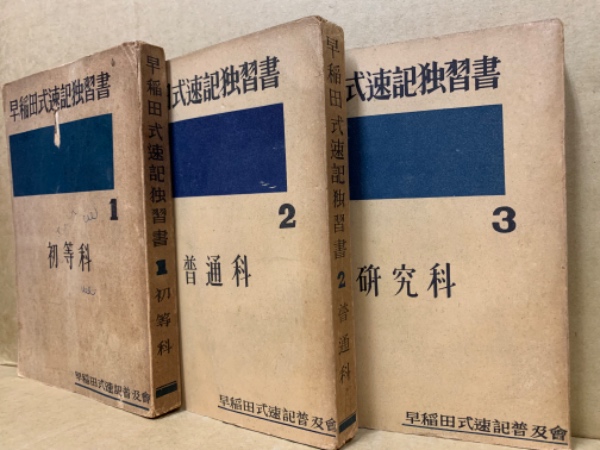 早稲田式速記独習書
1
初等科
早稲田式速記普及會
早稲田式速記独習書 1 初等科
式速記独習書
2
普通科
早稲田式速記普及會
早稲田式速記独習書 2 普通科
式速記独習書
3
研究科
早稲田式速記普及會